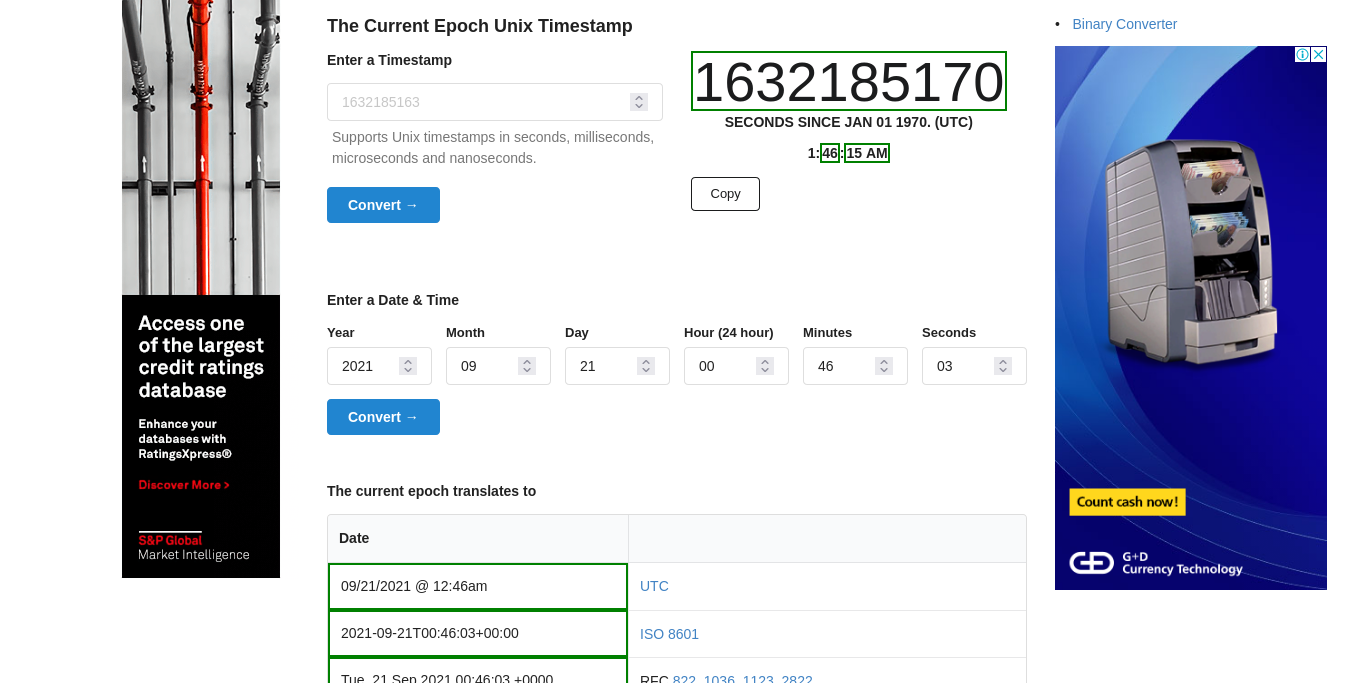 The Current Epoch Unix Timestamp
Enter a Timestamp
1632185163
Supports Unix timestamps in seconds, milliseconds,
microseconds and nanoseconds.
Convert →
1632185170
SECONDS SINCE JAN 01 1970. (UTC)
1:46:15 AM
Copy
Enter a Date & Time
Year Month Day Hour (24 hour) Minutes Seconds
2021 09 21 00 46 03
Convert →
The current epoch translates to
Date
09/21/2021 @ 12:46am UTC
2021-09-21T00:46:03+00:00 ISO 8601
Tue, 21 Sep 2021 00:46:03 +0000 RFC 822, 1036, 1123, 2822
Access one
of the largest
credit ratings
database
Enhance your
databases with
RatingsXpress®
Discover More >
S&P Global
Market Intelligence
• Binary Converter
Count cash now!
G+D
Currency Technology